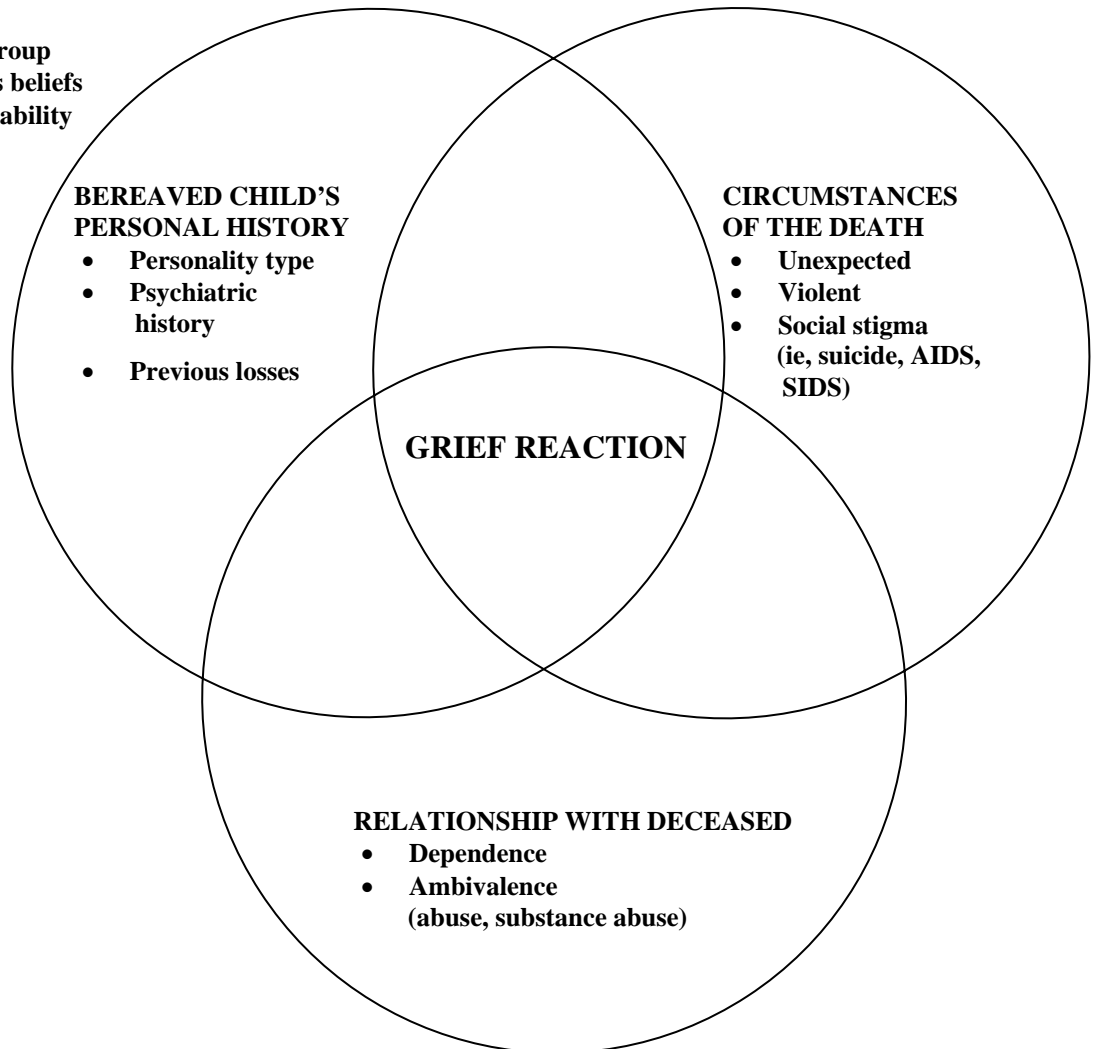 s beliefs
ability
BEREAVED CHILD’S
PERSONAL HISTORY
• Personality type
• Psychiatric
history
• Previous losses
CIRCUMSTANCES
OF THE DEATH
• Unexpected
• Violent
• Social stigma
(ie, suicide, AIDS,
SIDS)
GRIEF REACTION
RELATIONSHIP WITH DECEASED
• Dependence
• Ambivalence
(abuse, substance abuse)